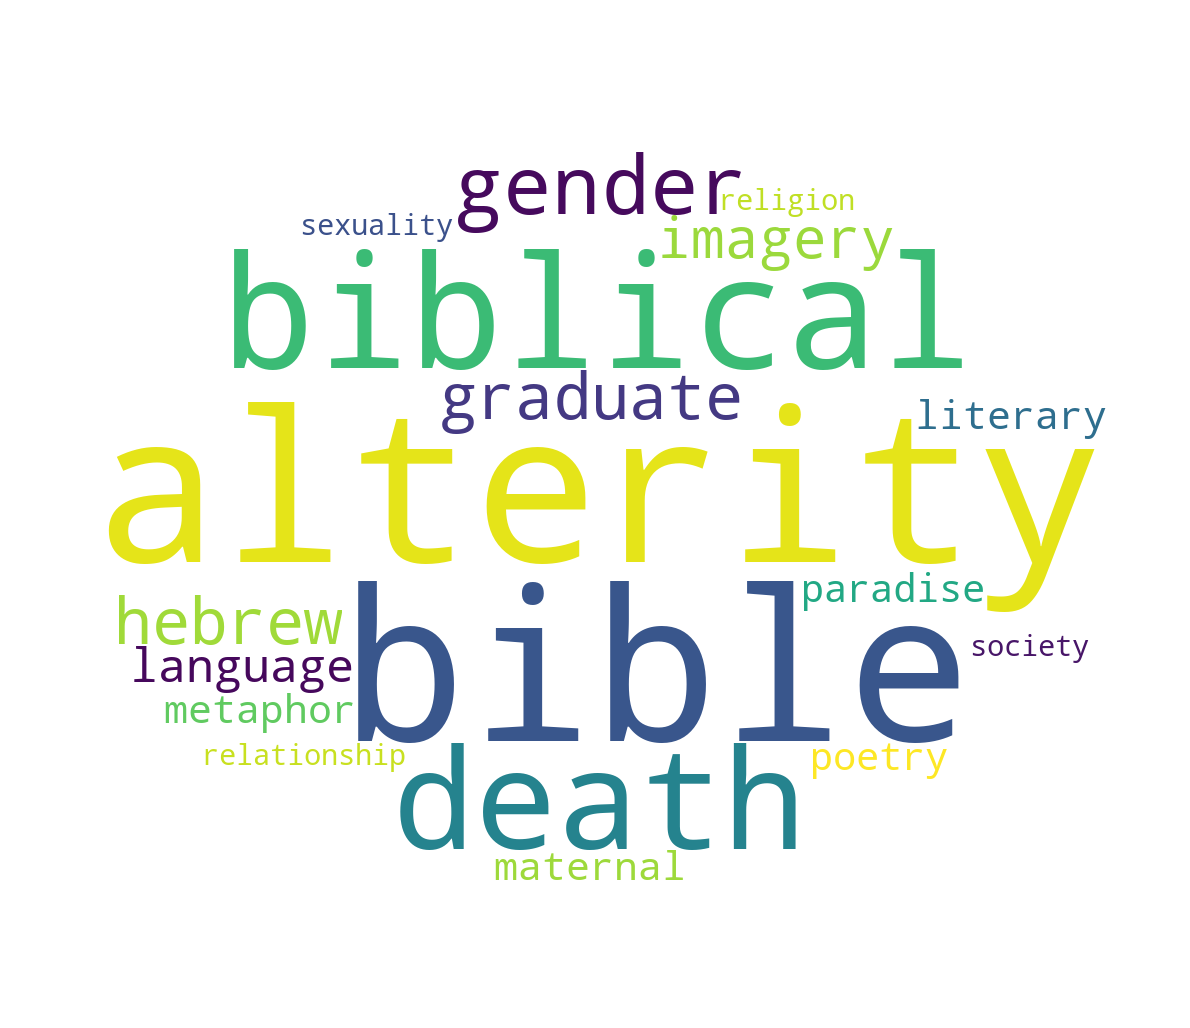 gender
religion
sexuality
imagery
biblical
graduate
literary
alterity
paradise
hebrew
bible
society
language
metaphor
relationship
poetry
death
maternal